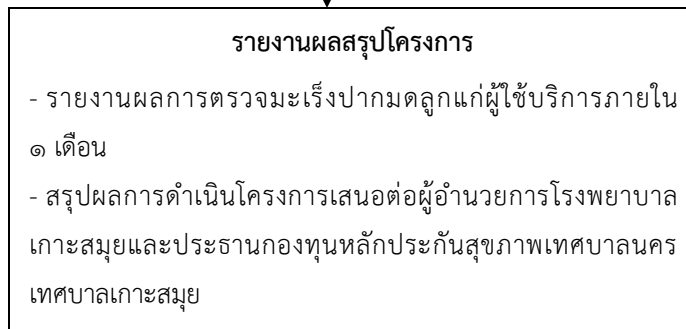 รายงานผลสรุปโครงการ
- รายงานผลการตรวจมะเร็งปากมดลูกแก่ผู้ใช้บริการภายใน
๑ เดือน
- สรุปผลการดำเนินโครงการเสนอต่อผู้อำนวยการโรงพยาบาล
เกาะสมุยและประธานกองทุนหลักประกันสุขภาพเทศบาลนคร
เทศบาลเกาะสมุย